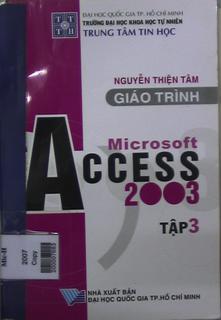 ĐẠI HỌC QUỐC GIA TP. HỒ CHÍ MINH
TRƯỜNG ĐẠI HỌC KHOA HỌC TỰ NHIÊN
TRUNG TÂM TIN HỌC
NGUYỄN THIỆN TÂM
GIÁO TRÌNH
Microsoft
ACCESS
2003
TẬP 3
2007
Copy
NHÀ XUẤT BẢN
ĐẠI HỌC QUỐC GIA TP. HỒ CHÍ MINH